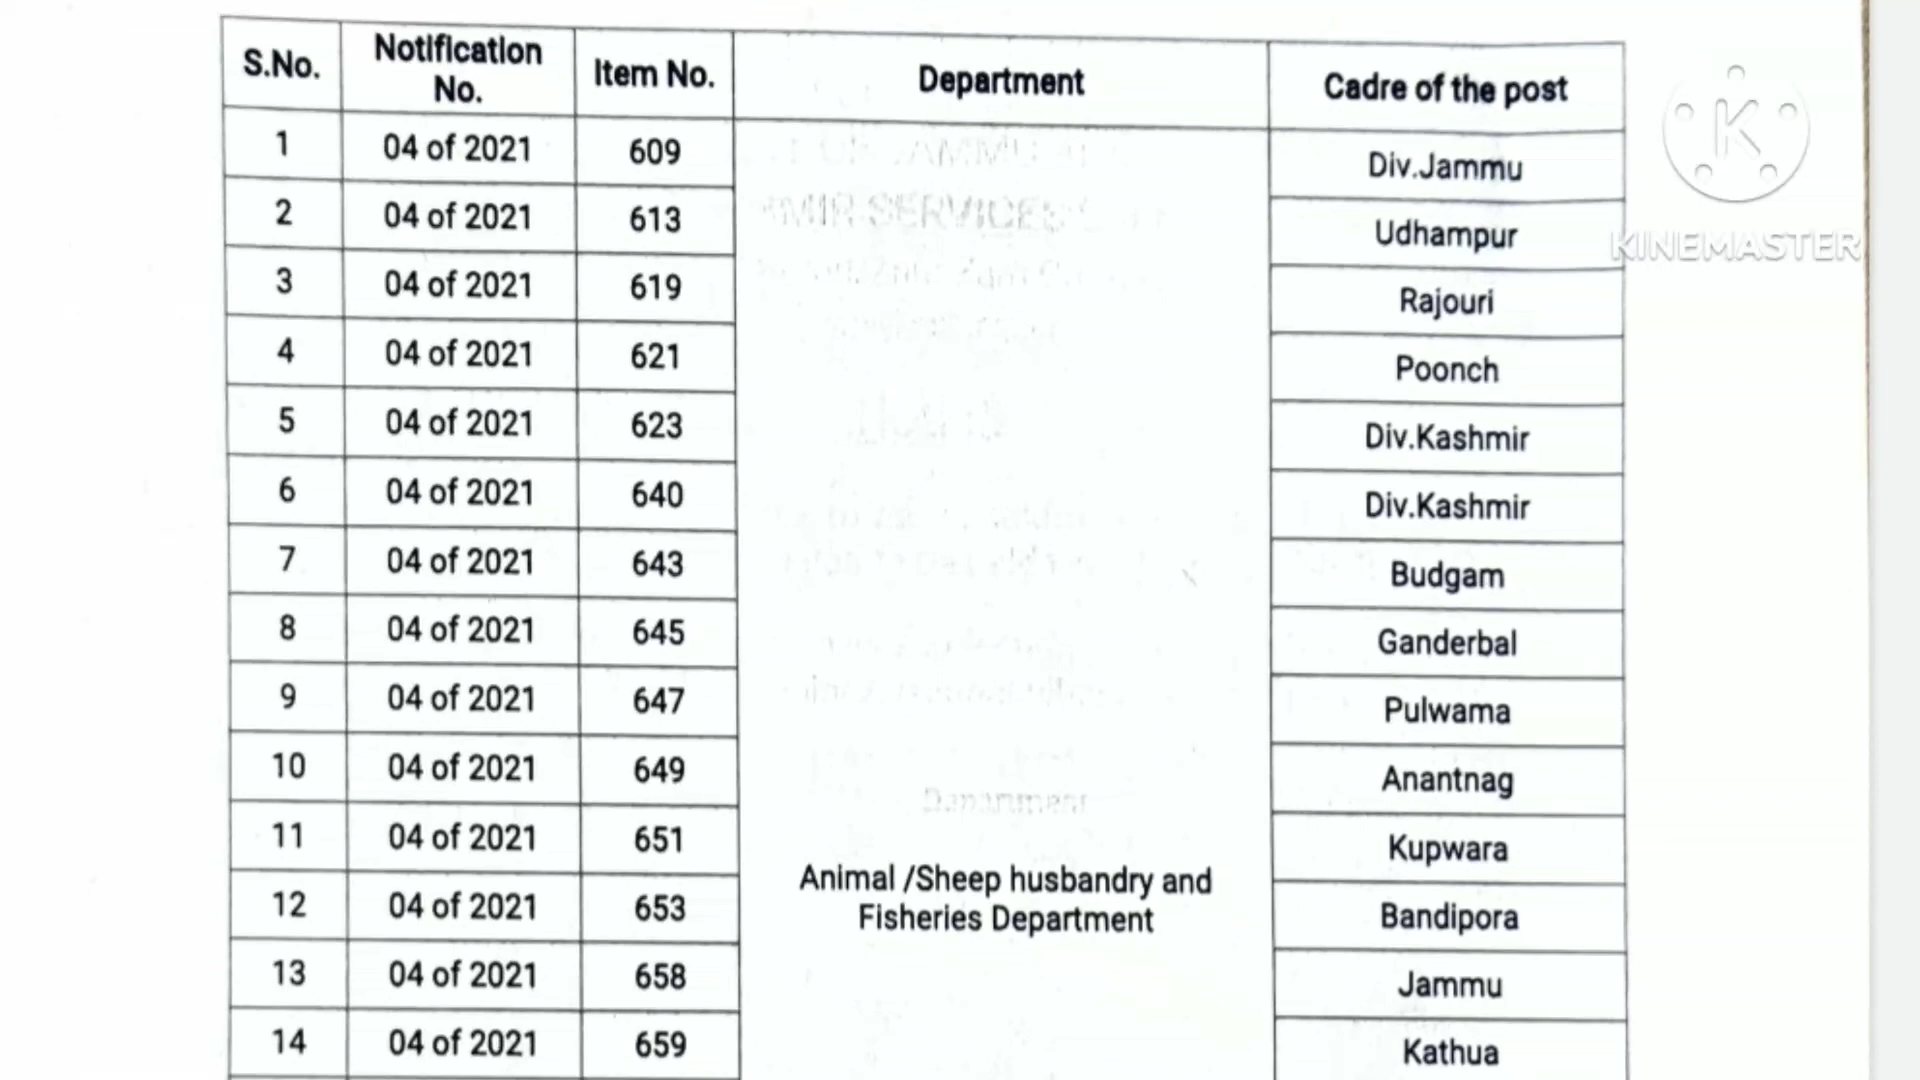 S.No. Notification No. Item No. Department Cadre of the post
1 04 of 2021 609 Div.Jammu
2 04 of 2021 613 Udhampur
3 04 of 2021 619 Rajouri
4 04 of 2021 621 Poonch
5 04 of 2021 623 Div.Kashmir
6 04 of 2021 640 Div.Kashmir
7 04 of 2021 643 Budgam
8 04 of 2021 645 Ganderbal
9 04 of 2021 647 Pulwama
10 04 of 2021 649 Anantnag
11 04 of 2021 651 Kupwara
Animal /Sheep husbandry and
Fisheries Department
12 04 of 2021 653 Bandipora
13 04 of 2021 658 Jammu
14 04 of 2021 659 Kathua
K
KINEMASTER